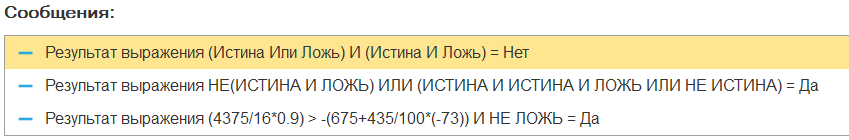 Сообщения:
Результат выражения (Истина Или Ложь) И (Истина И Ложь) = Нет
Результат выражения НЕ(ИСТИНА И ЛОЖЬ) ИЛИ (ИСТИНА И ИСТИНА И ЛОЖЬ ИЛИ НЕ ИСТИНА) = Да
Результат выражения (4375/16*0.9) > -(675+435/100*(-73)) И НЕ ЛОЖЬ = Да